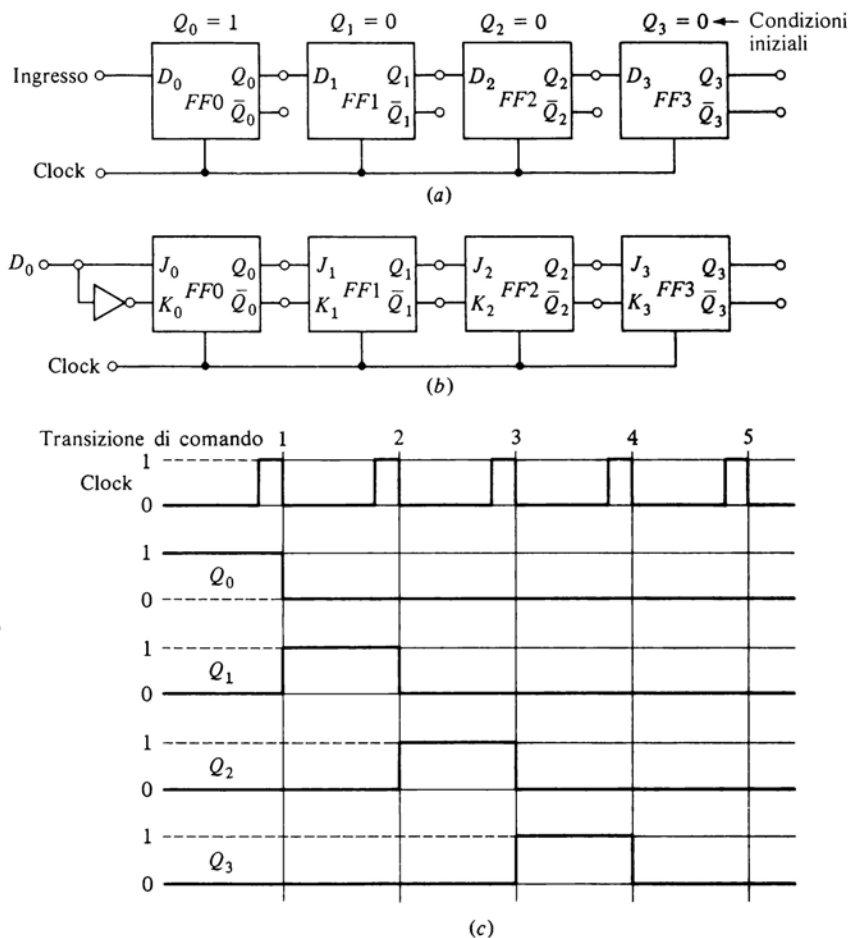 Q₀ = 1 Q₁ = 0 Q₂ = 0 Q₃ = 0 Condizioni
iniziali
Ingresso D₀ Q₀ D₁ Q₁ D₂ Q₂ D₃ Q₃
FF0 FF1 FF2 FF3
Q̅₀ Q̅₁ Q̅₂ Q̅₃
Clock
(a)
D₀ J₀ Q₀ J₁ Q₁ J₂ Q₂ J₃ Q₃
FF0 FF1 FF2 FF3
K₀ Q̅₀ K₁ Q̅₁ K₂ Q̅₂ K₃ Q̅₃
Clock
(b)
Transizione di comando 1 2 3 4 5
1
Clock
0
1
Q₀
0
1
Q₁
0
1
Q₂
0
1
Q₃
0
(c)